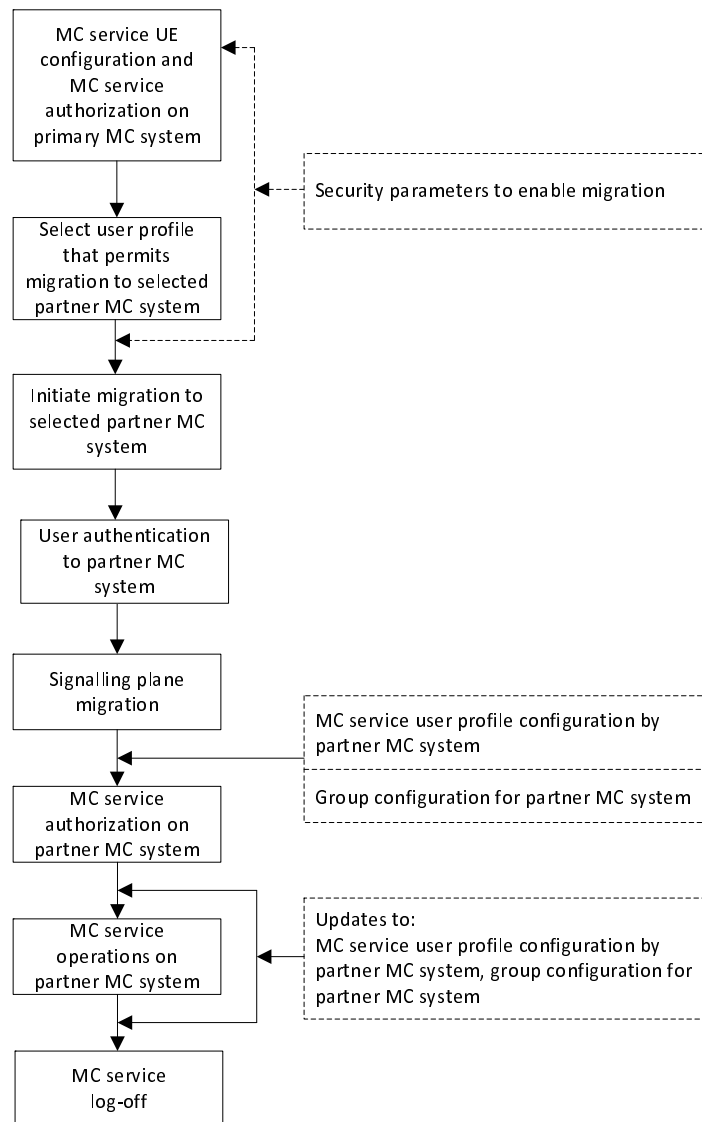 MC service UE
configuration and
MC service
authorization on
primary MC system
Security parameters to enable migration
Select user profile
that permits
migration to selected
partner MC system
Initiate migration to
selected partner MC
system
User authentication
to partner MC
system
Signalling plane
migration
MC service user profile configuration by
partner MC system
Group configuration for partner MC system
MC service
authorization on
partner MC system
MC service
operations on
partner MC system
Updates to:
MC service user profile configuration by
partner MC system, group configuration for
partner MC system
MC service
log-off